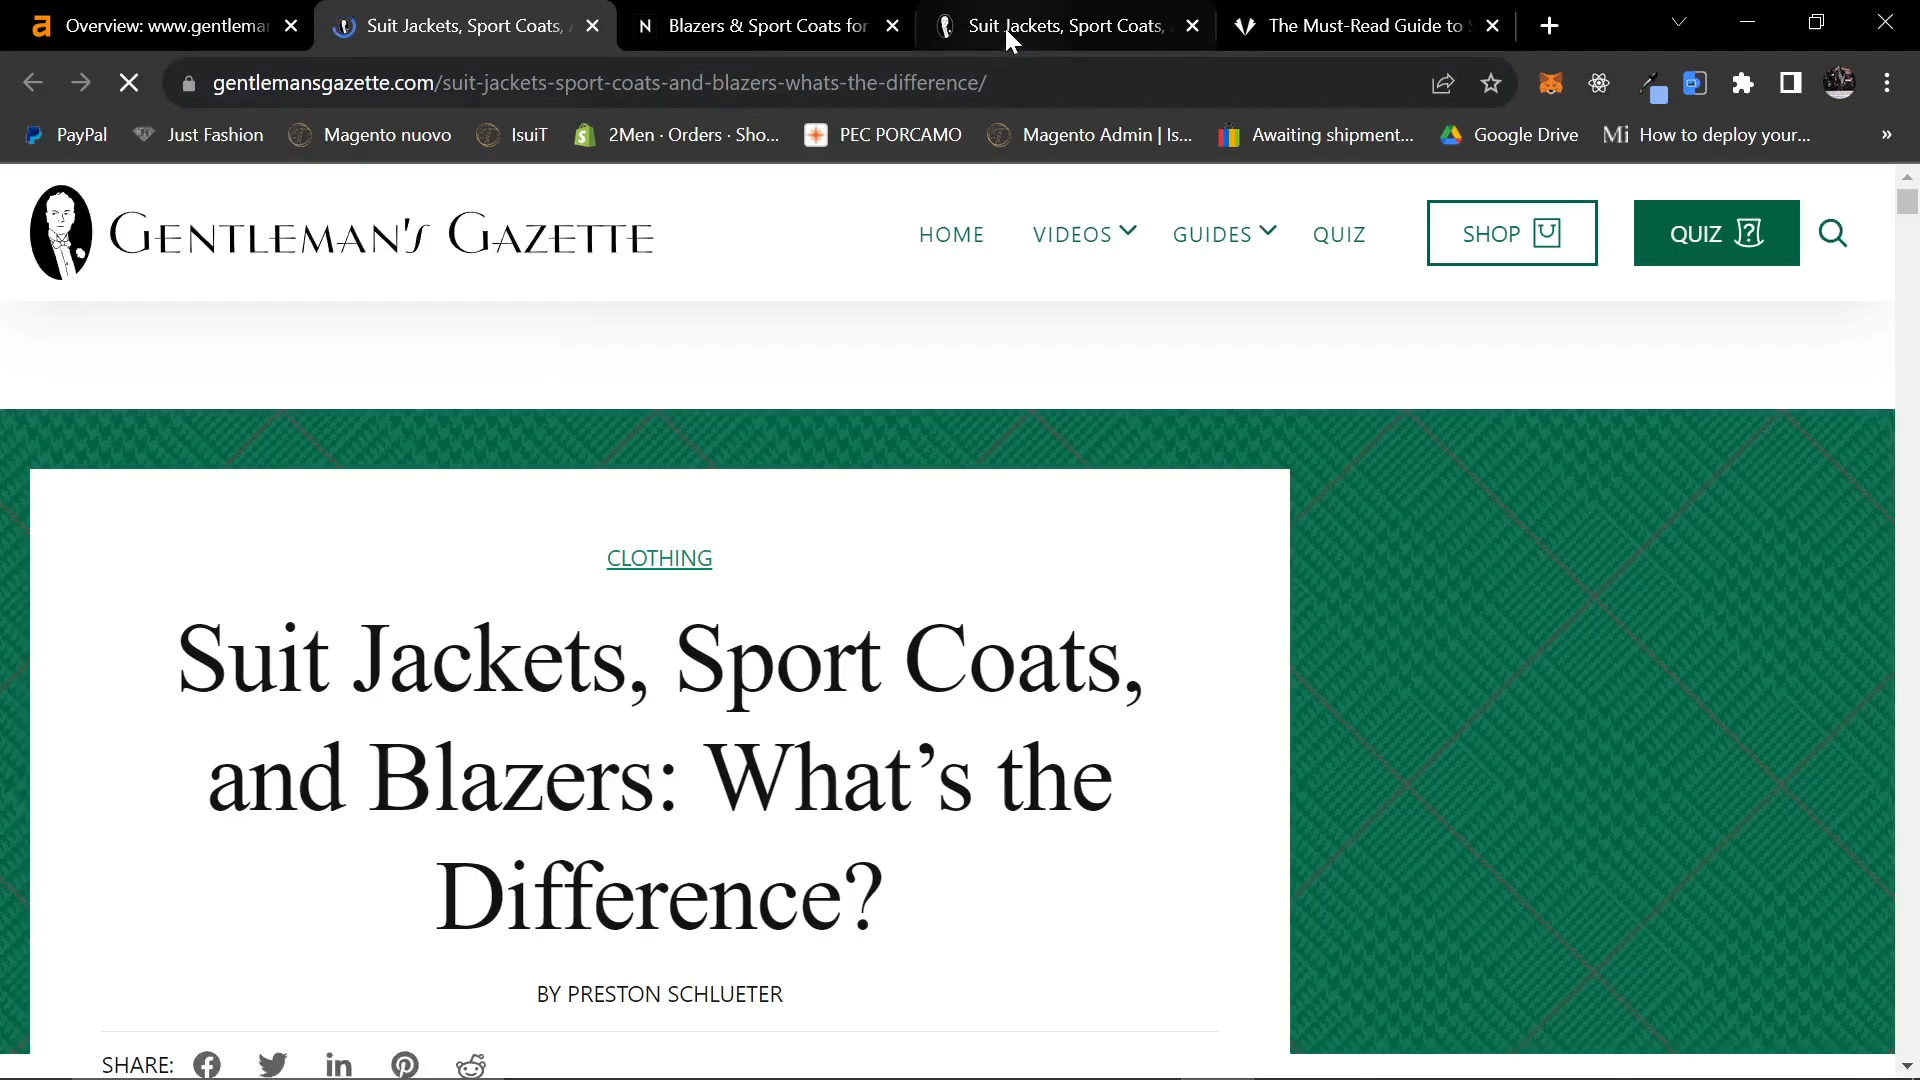 Overview: www.gentlemar
Suit Jackets, Sport Coats, 
Blazers & Sport Coats for
Suit Jackets, Sport Coats,
The Must-Read Guide to
gentlemansgazette.com/suit-jackets-sport-coats-and-blazers-whats-the-difference/
PayPal
Just Fashion
Magento nuovo
IsuiT
2Men · Orders · Sho...
PEC PORCAMO
Magento Admin | Is...
Awaiting shipment...
Google Drive
Mi How to deploy your...
»
GENTLEMAN'S GAZETTE
HOME
VIDEOS
GUIDES
QUIZ
SHOP
QUIZ
CLOTHING
Suit Jackets, Sport Coats,
and Blazers: What’s the
Difference?
BY PRESTON SCHLUETER
SHARE: